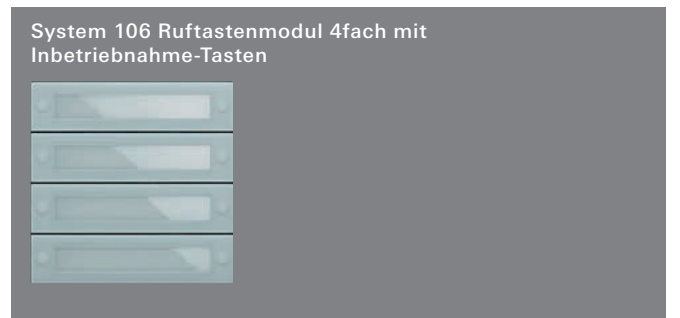 System 106 Ruftastenmodul 4fach mit
Inbetriebnahme-Tasten